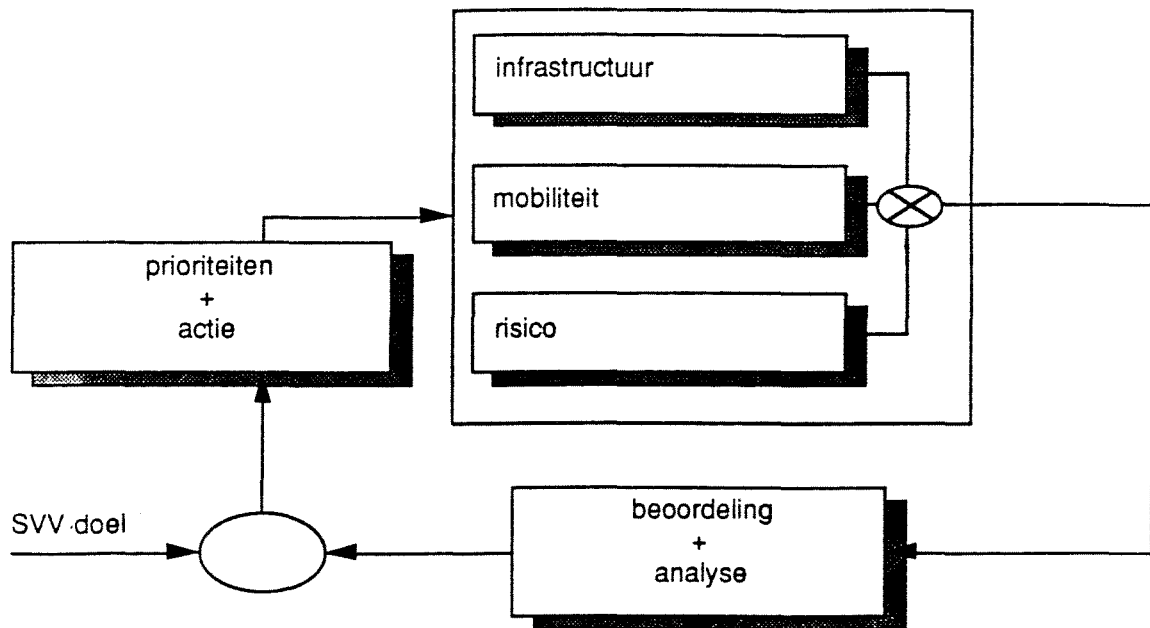 infrastructuur
mobiliteit
risico
prioriteiten
+
actie
SVV doel
beoordeling
+
analyse